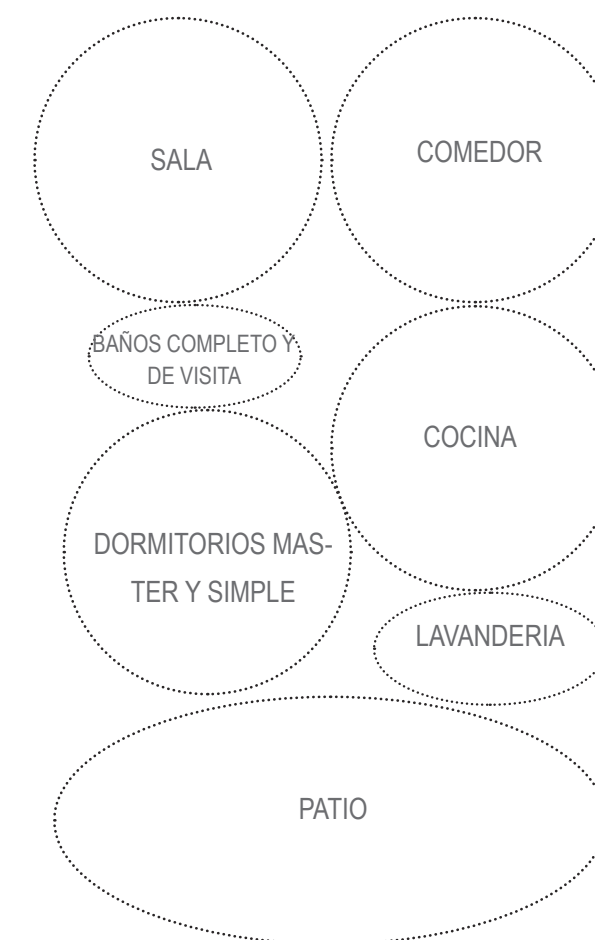 SALA
COMEDOR
BAÑOS COMPLETO Y
DE VISITA
COCINA
DORMITORIOS MAS-
TER Y SIMPLE
LAVANDERIA
PATIO